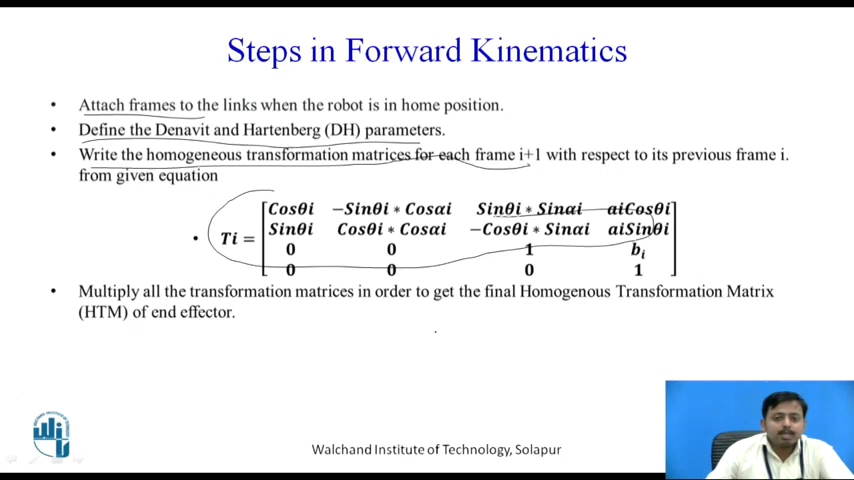 Steps in Forward Kinematics
• Attach frames to the links when the robot is in home position.
• Define the Denavit and Hartenberg (DH) parameters.
• Write the homogeneous transformation matrices for each frame i+1 with respect to its previous frame i.
from given equation
Cosθi −Sinθi ∗ Cosαi Sinθi ∗ Sinαi aiCosθi
• Ti = Sinθi Cosθi ∗ Cosαi −Cosθi ∗ Sinαi aiSinθi
0 0 1 bi
0 0 0 1
• Multiply all the transformation matrices in order to get the final Homogenous Transformation Matrix
(HTM) of end effector.
Walchand Institute of Technology, Solapur